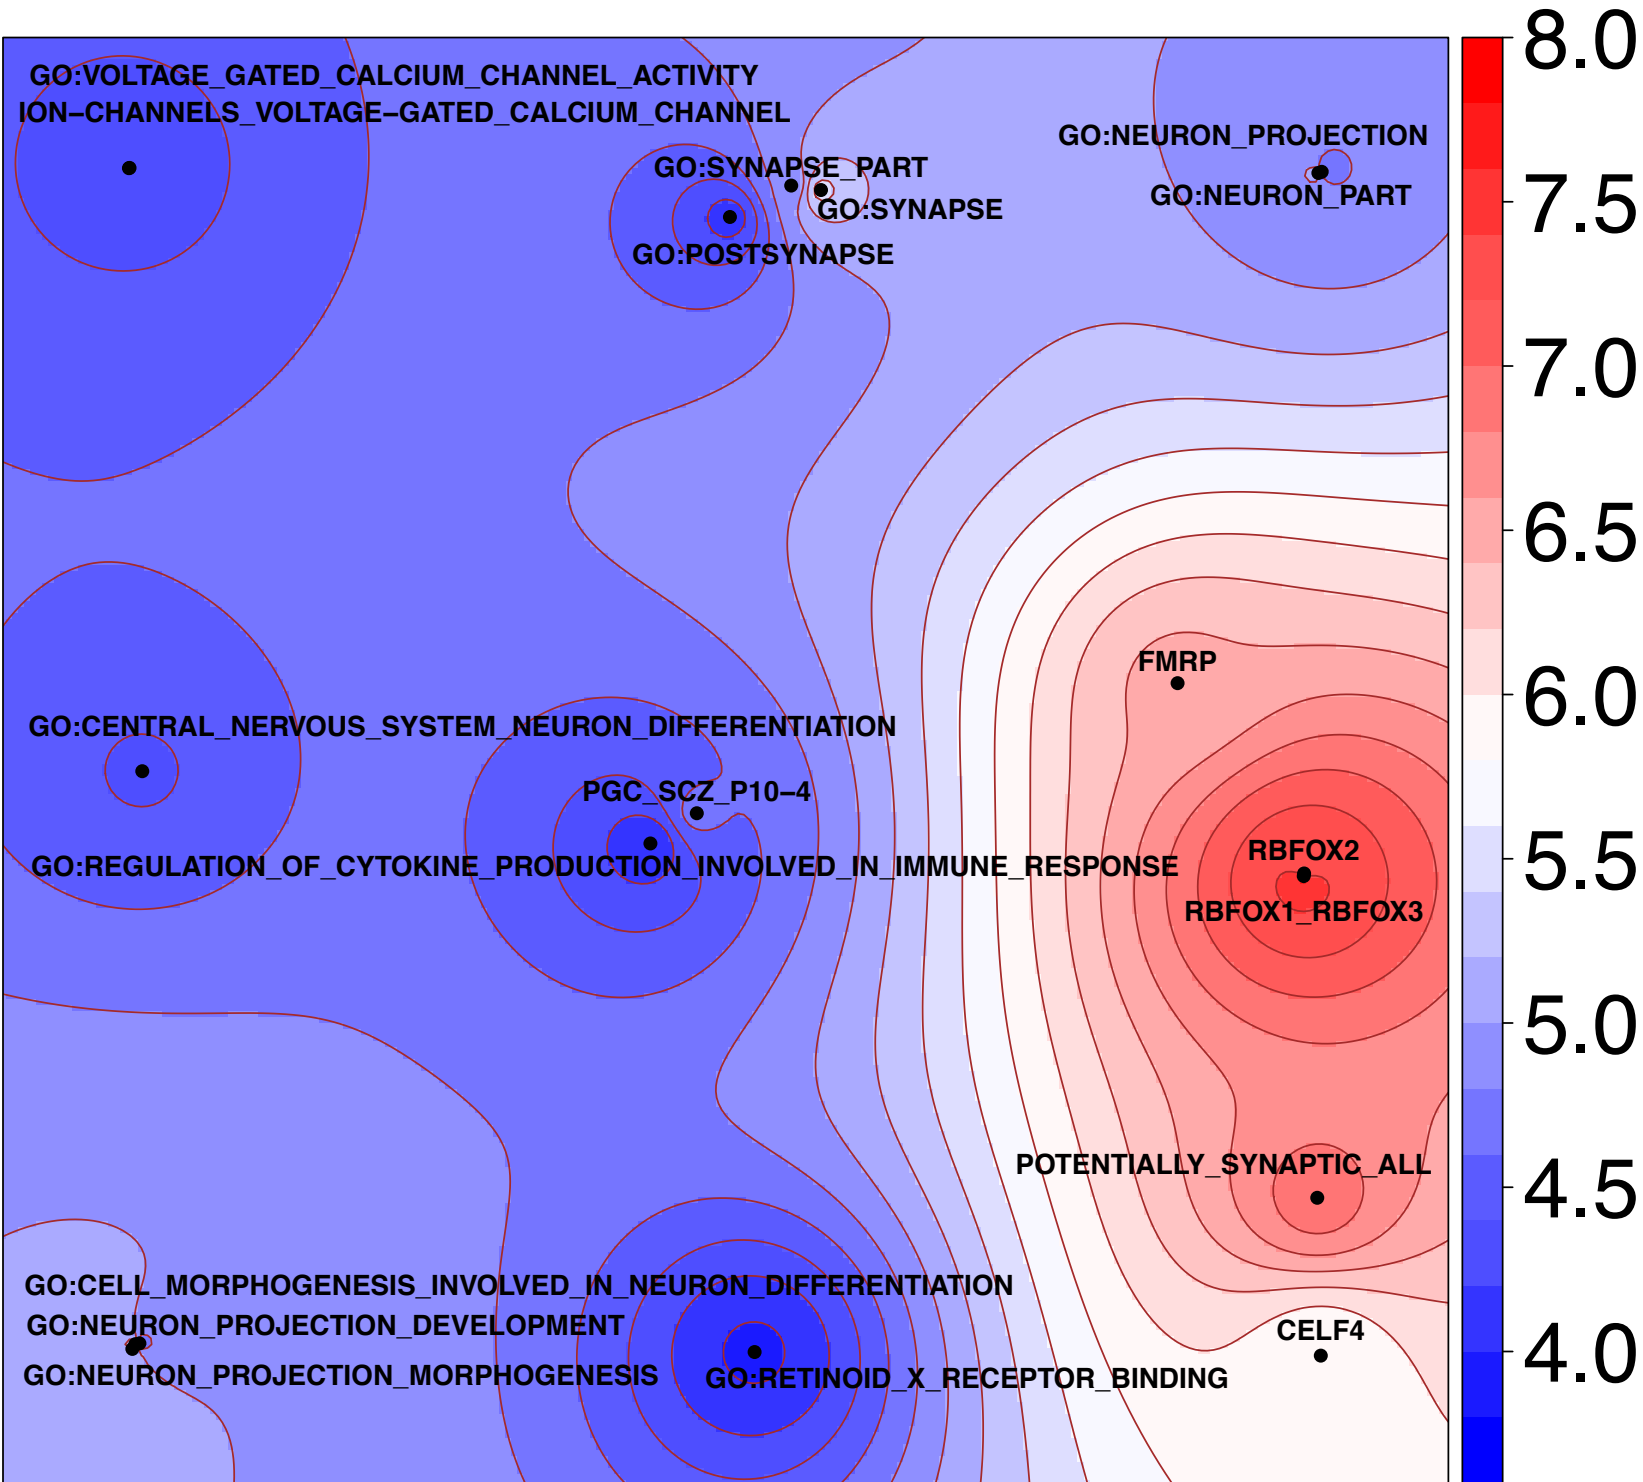 8.0
GO:VOLTAGE_GATED_CALCIUM_CHANNEL_ACTIVITY
ION−CHANNELS_VOLTAGE−GATED_CALCIUM_CHANNEL
GO:NEURON_PROJECTION
GO:SYNAPSE_PART
GO:NEURON_PART
7.5
GO:SYNAPSE
GO:POSTSYNAPSE
7.0
6.5
FMRP
6.0
GO:CENTRAL_NERVOUS_SYSTEM_NEURON_DIFFERENTIATION
PGC_SCZ_P10−4
RBFOX2
5.5
GO:REGULATION_OF_CYTOKINE_PRODUCTION_INVOLVED_IN_IMMUNE_RESPONSE
RBFOX1_RBFOX3
5.0
POTENTIALLY_SYNAPTIC_ALL
4.5
GO:CELL_MORPHOGENESIS_INVOLVED_IN_NEURON_DIFFERENTIATION
GO:NEURON_PROJECTION_DEVELOPMENT
CELF4
4.0
GO:NEURON_PROJECTION_MORPHOGENESIS
GO:RETINOID_X_RECEPTOR_BINDING